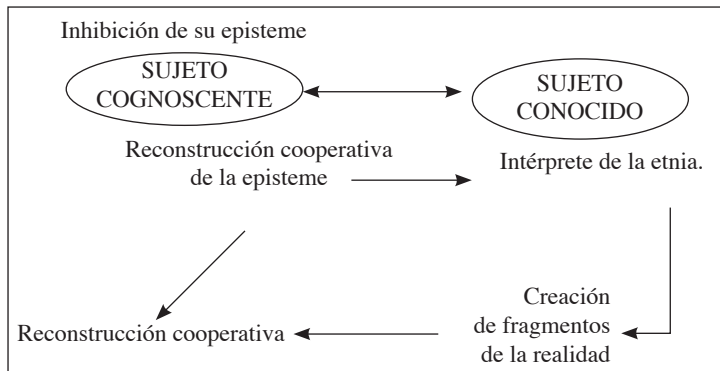 Inhibición de su episteme
SUJETO
COGNOSCENTE
SUJETO
CONOCIDO
Reconstrucción cooperativa
de la episteme
Intérprete de la etnia.
Creación
de fragmentos
de la realidad
Reconstrucción cooperativa